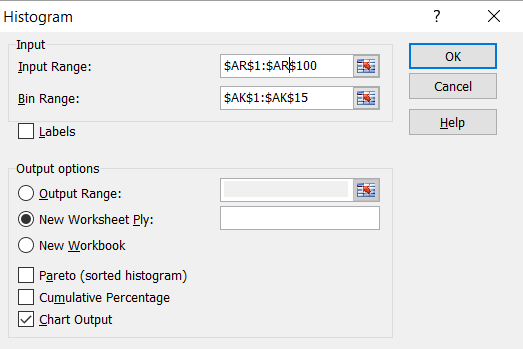 Histogram ?
Input
Input Range: $AR$1:$AR$100
Bin Range: $AK$1:$AK$15
Labels
OK
Cancel
Help
Output options
Output Range:
New Worksheet Ply:
New Workbook
Pareto (sorted histogram)
Cumulative Percentage
Chart Output